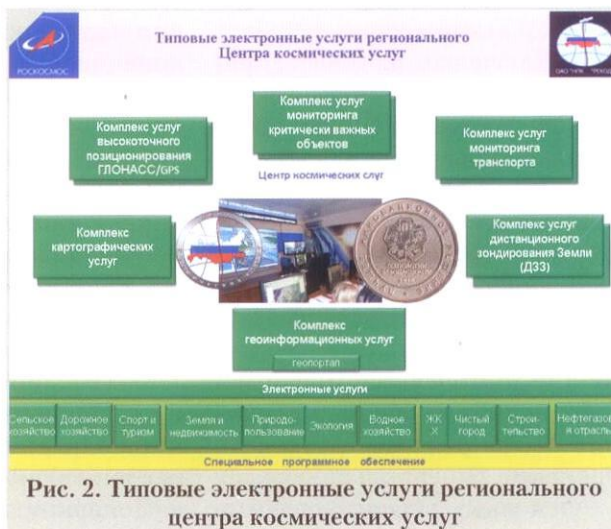 Типовые электронные услуги регионального
Центра космических услуг
РОСКОСМОС
Комплекс услуг
мониторинга
критически важных
объектов
Комплекс услуг
высокоточного
позиционирования
ГЛОНАСС/GPS
Комплекс услуг
мониторинга
транспорта
Центр космических слуг
Комплекс
картографических
услуг
Комплекс услуг
дистанционного
зондирования Земли
(ДЗЗ)
Комплекс
геоинформационных услуг
геопортал
Электронные услуги
Сельское
хозяйство
Дорожное
хозяйство
Спорт и
туризм
Земля и
недвижимость
Природо-
пользование
Экология
Водное
хозяйство
ЖК
Х
Чистый
город
Строи-
тельство
Нефтегазов
я отрасль
Специальное программное обеспечение
Рис. 2. Типовые электронные услуги регионального
центра космических услуг